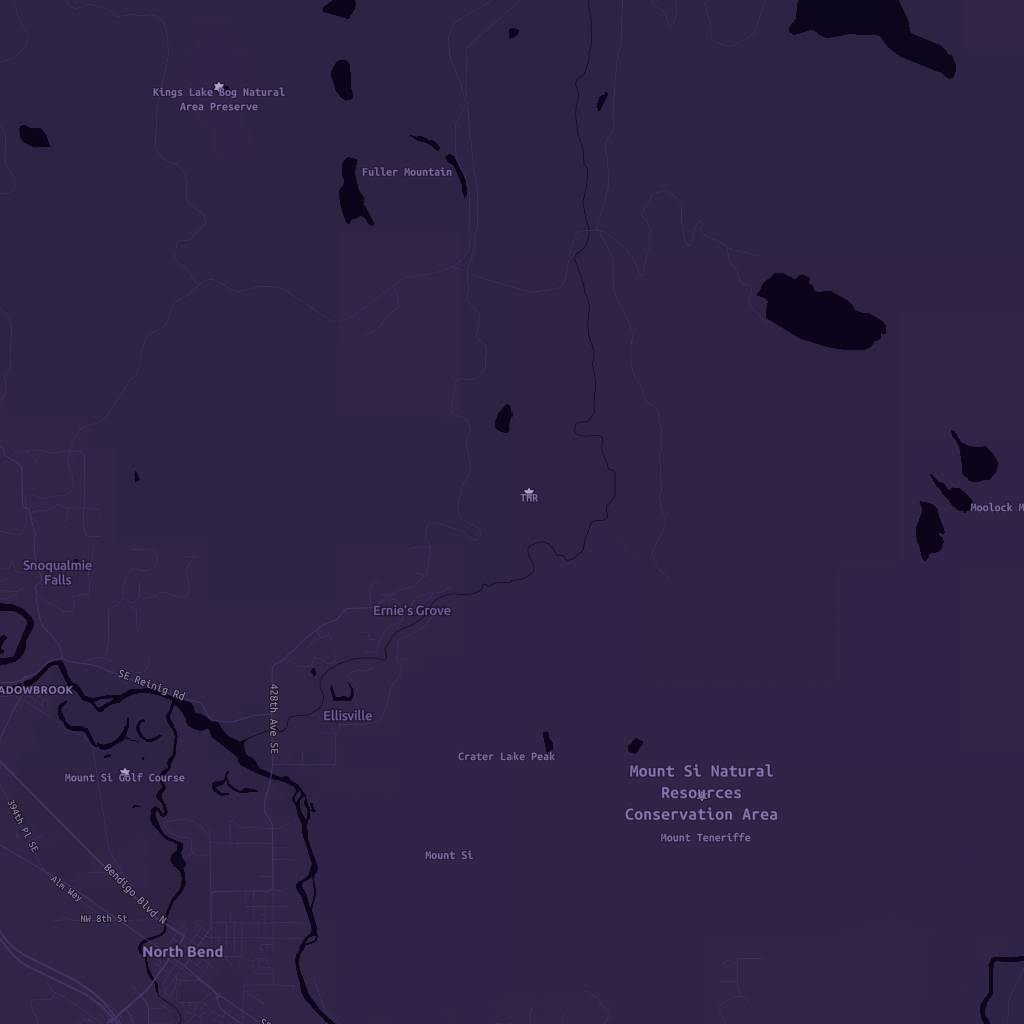 Kings Lake Bog Natural
Area Preserve
Fuller Mountain
TMR
Moolock M
Snoqualmie
Falls
Ernie's Grove
SE Reinig Rd
ADOWBROOK
428th Ave SE
Ellisville
Crater Lake Peak
Mount Si Golf Course
Mount Si Natural
Resources
Conservation Area
Mount Teneriffe
394th Pl SE
Mount Si
Bendigo Blvd N
Alm Way
NW 8th St
North Bend